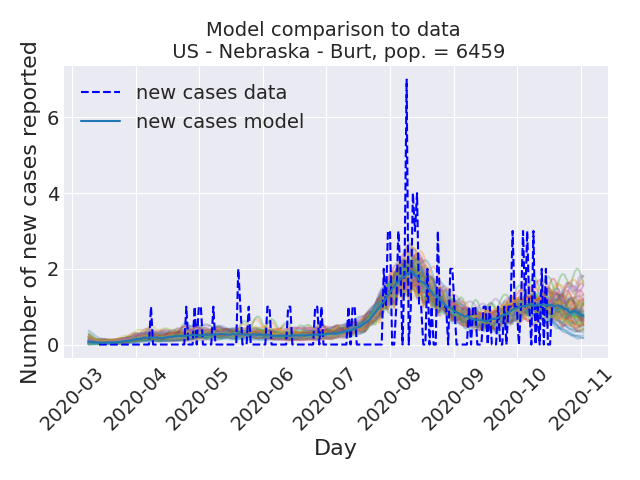 Model comparison to data
US - Nebraska - Burt, pop. = 6459
new cases data
new cases model
Number of new cases reported
6
4
2
0
2020-03
2020-04
2020-05
2020-06
2020-07
2020-08
2020-09
2020-10
2020-11
Day